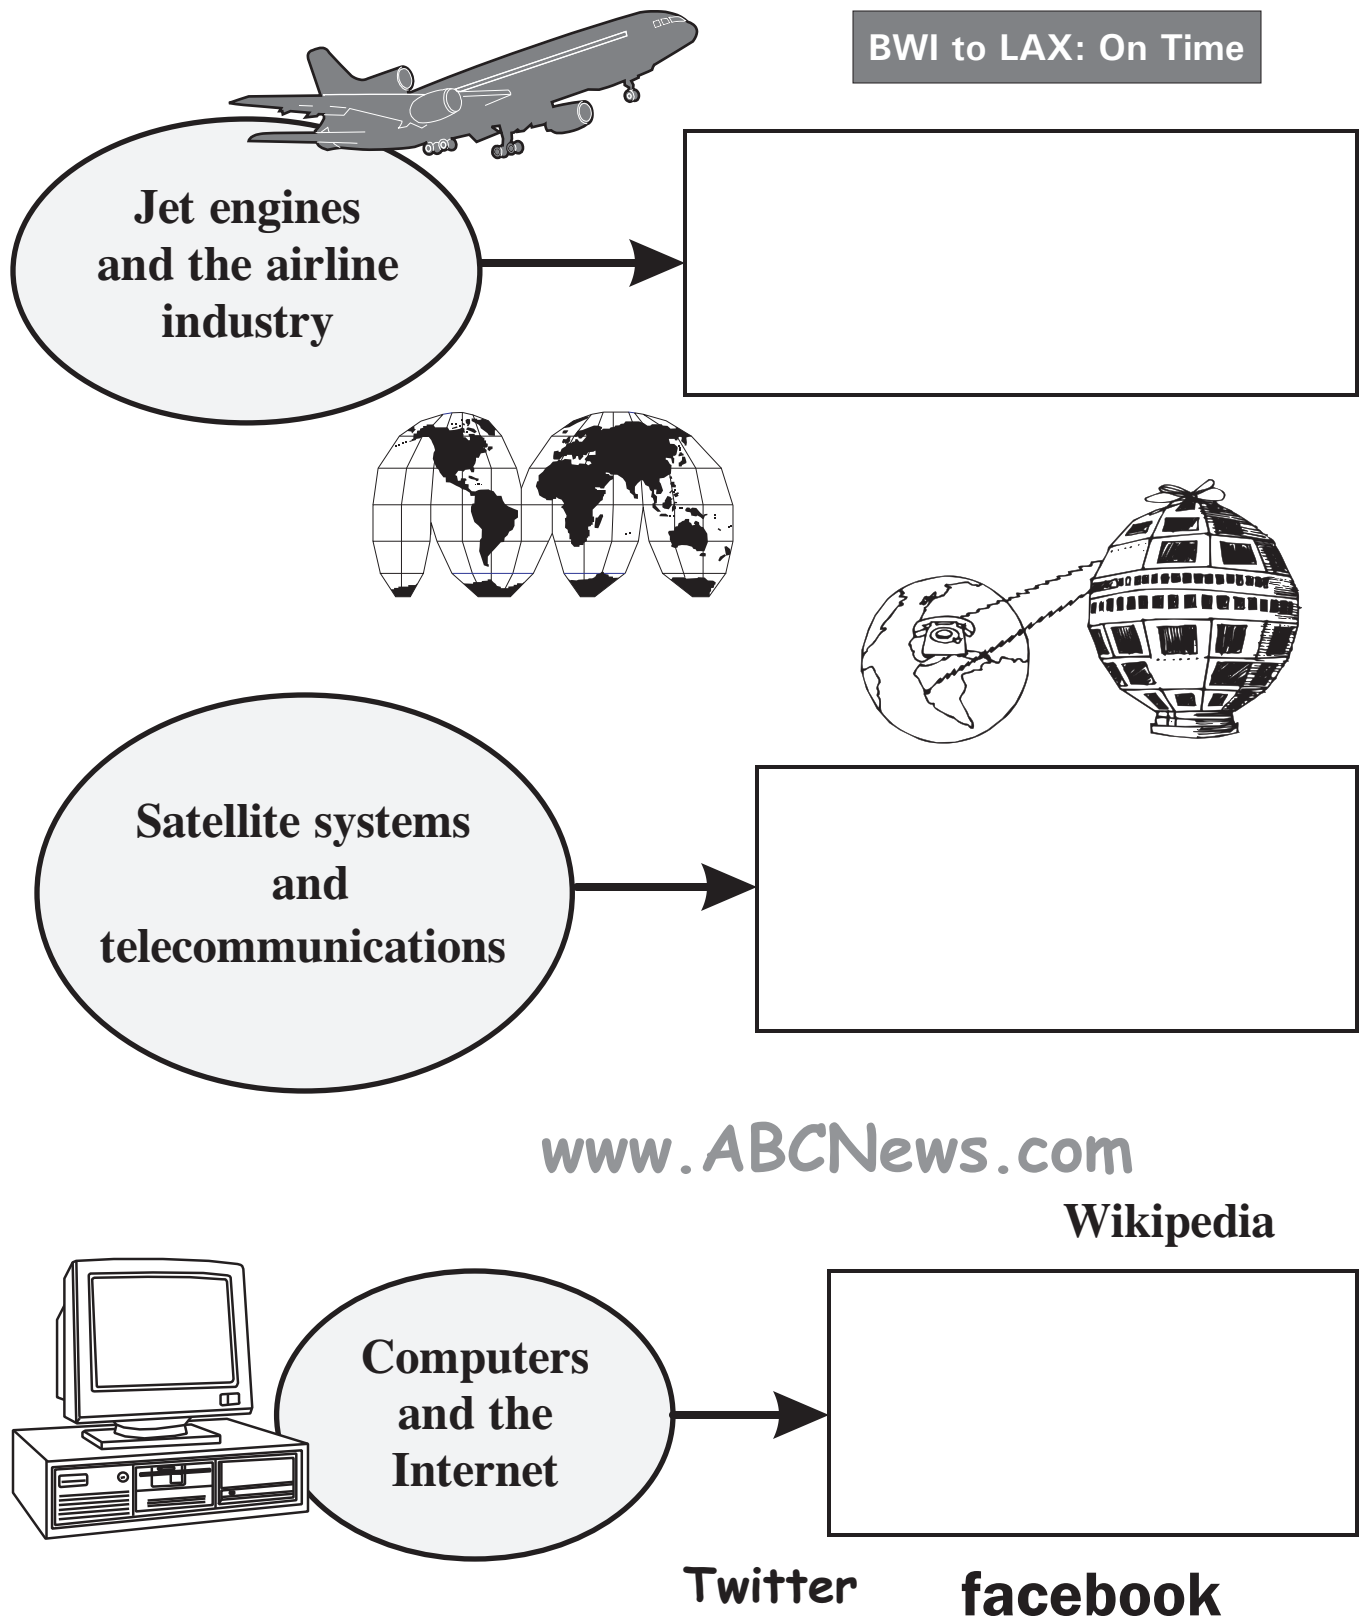 BWI to LAX: On Time
Jet engines
and the airline
industry
Satellite systems
and
telecommunications
www.ABCNews.com
Wikipedia
Computers
and the
Internet
Twitter
facebook